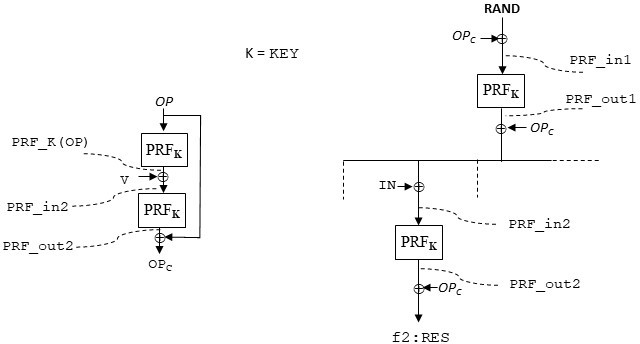 RAND
OPC
K = KEY
PRF_in1
PRFK
PRF_out1
OPC
OP
PRF_K(OP)
PRFK
V
PRF_in2
PRFK
PRF_out2
OPC
IN
PRF_in2
PRFK
PRF_out2
OPC
f2:RES